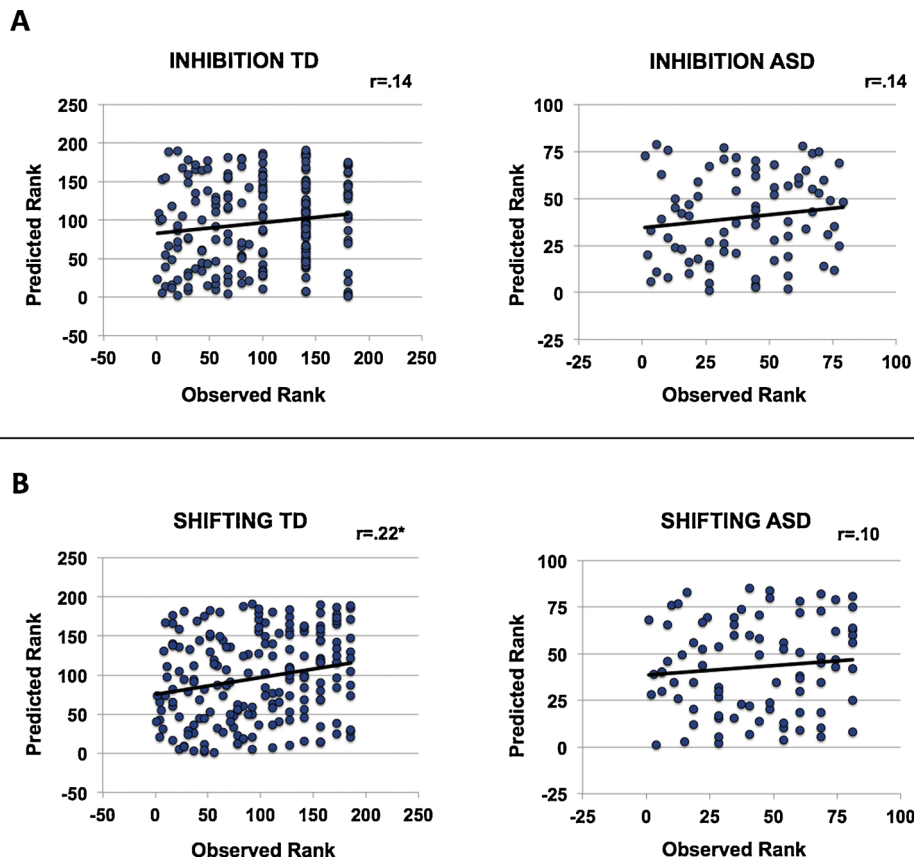 A
INHIBITION TD
r=.14
250
200
150
100
50
0
-50
-50 0 50 100 150 200 250
Predicted Rank
Observed Rank
INHIBITION ASD
r=.14
100
75
50
25
0
-25
-25 0 25 50 75 100
Predicted Rank
Observed Rank
B
SHIFTING TD
r=.22*
250
200
150
100
50
0
-50
-50 0 50 100 150 200 250
Predicted Rank
Observed Rank
SHIFTING ASD
r=.10
100
75
50
25
0
-25
-25 0 25 50 75 100
Predicted Rank
Observed Rank